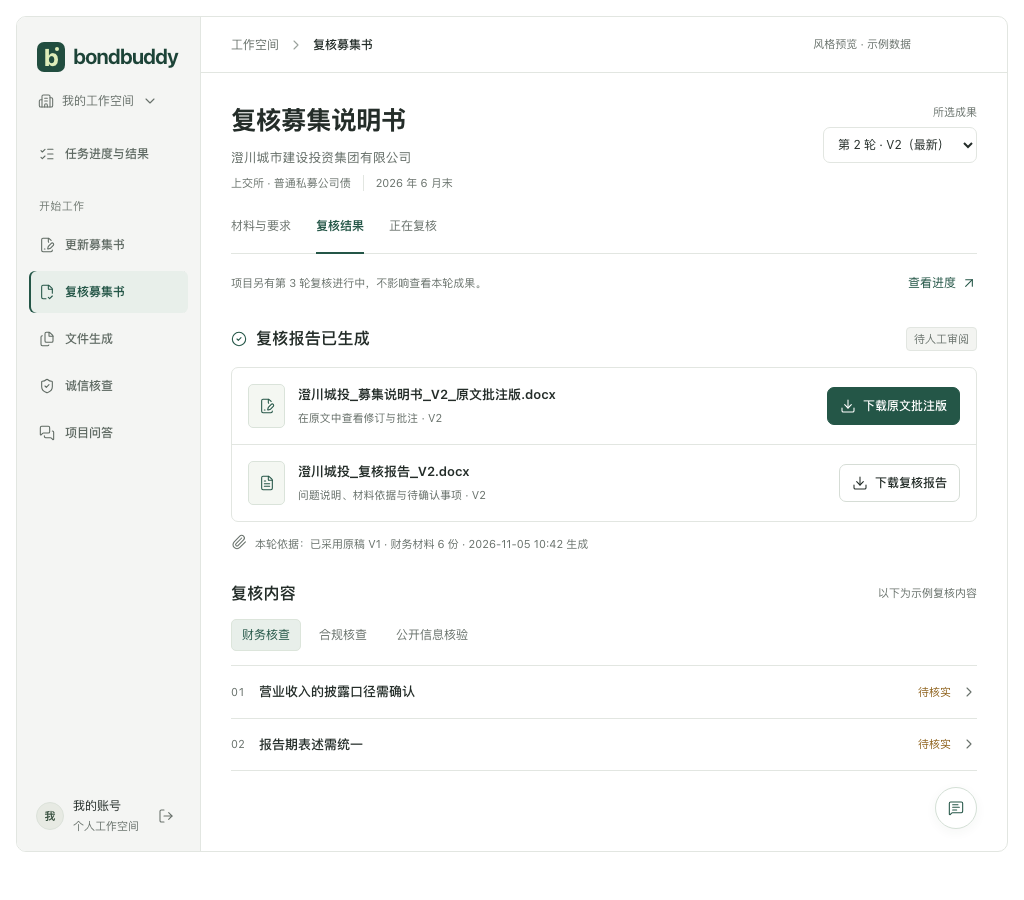 bondbuddy
我的工作空间
任务进度与结果
开始工作
更新募集书
复核募集书
文件生成
诚信核查
项目问答
我
我的账号
个人工作空间
工作空间
复核募集书
风格预览 · 示例数据
复核募集说明书
澄川城市建设投资集团有限公司
上交所 · 普通私募公司债
2026 年 6 月末
所选成果
第 2 轮 · V2（最新）
材料与要求
复核结果
正在复核
项目另有第 3 轮复核进行中，不影响查看本轮成果。
查看进度
复核报告已生成
待人工审阅
澄川城投_募集说明书_V2_原文批注版.docx
在原文中查看修订与批注 · V2
下载原文批注版
澄川城投_复核报告_V2.docx
问题说明、材料依据与待确认事项 · V2
下载复核报告
本轮依据：已采用原稿 V1 · 财务材料 6 份 · 2026-11-05 10:42 生成
复核内容
以下为示例复核内容
财务核查
合规核查
公开信息核验
01 营业收入的披露口径需确认
待核实
02 报告期表述需统一
待核实